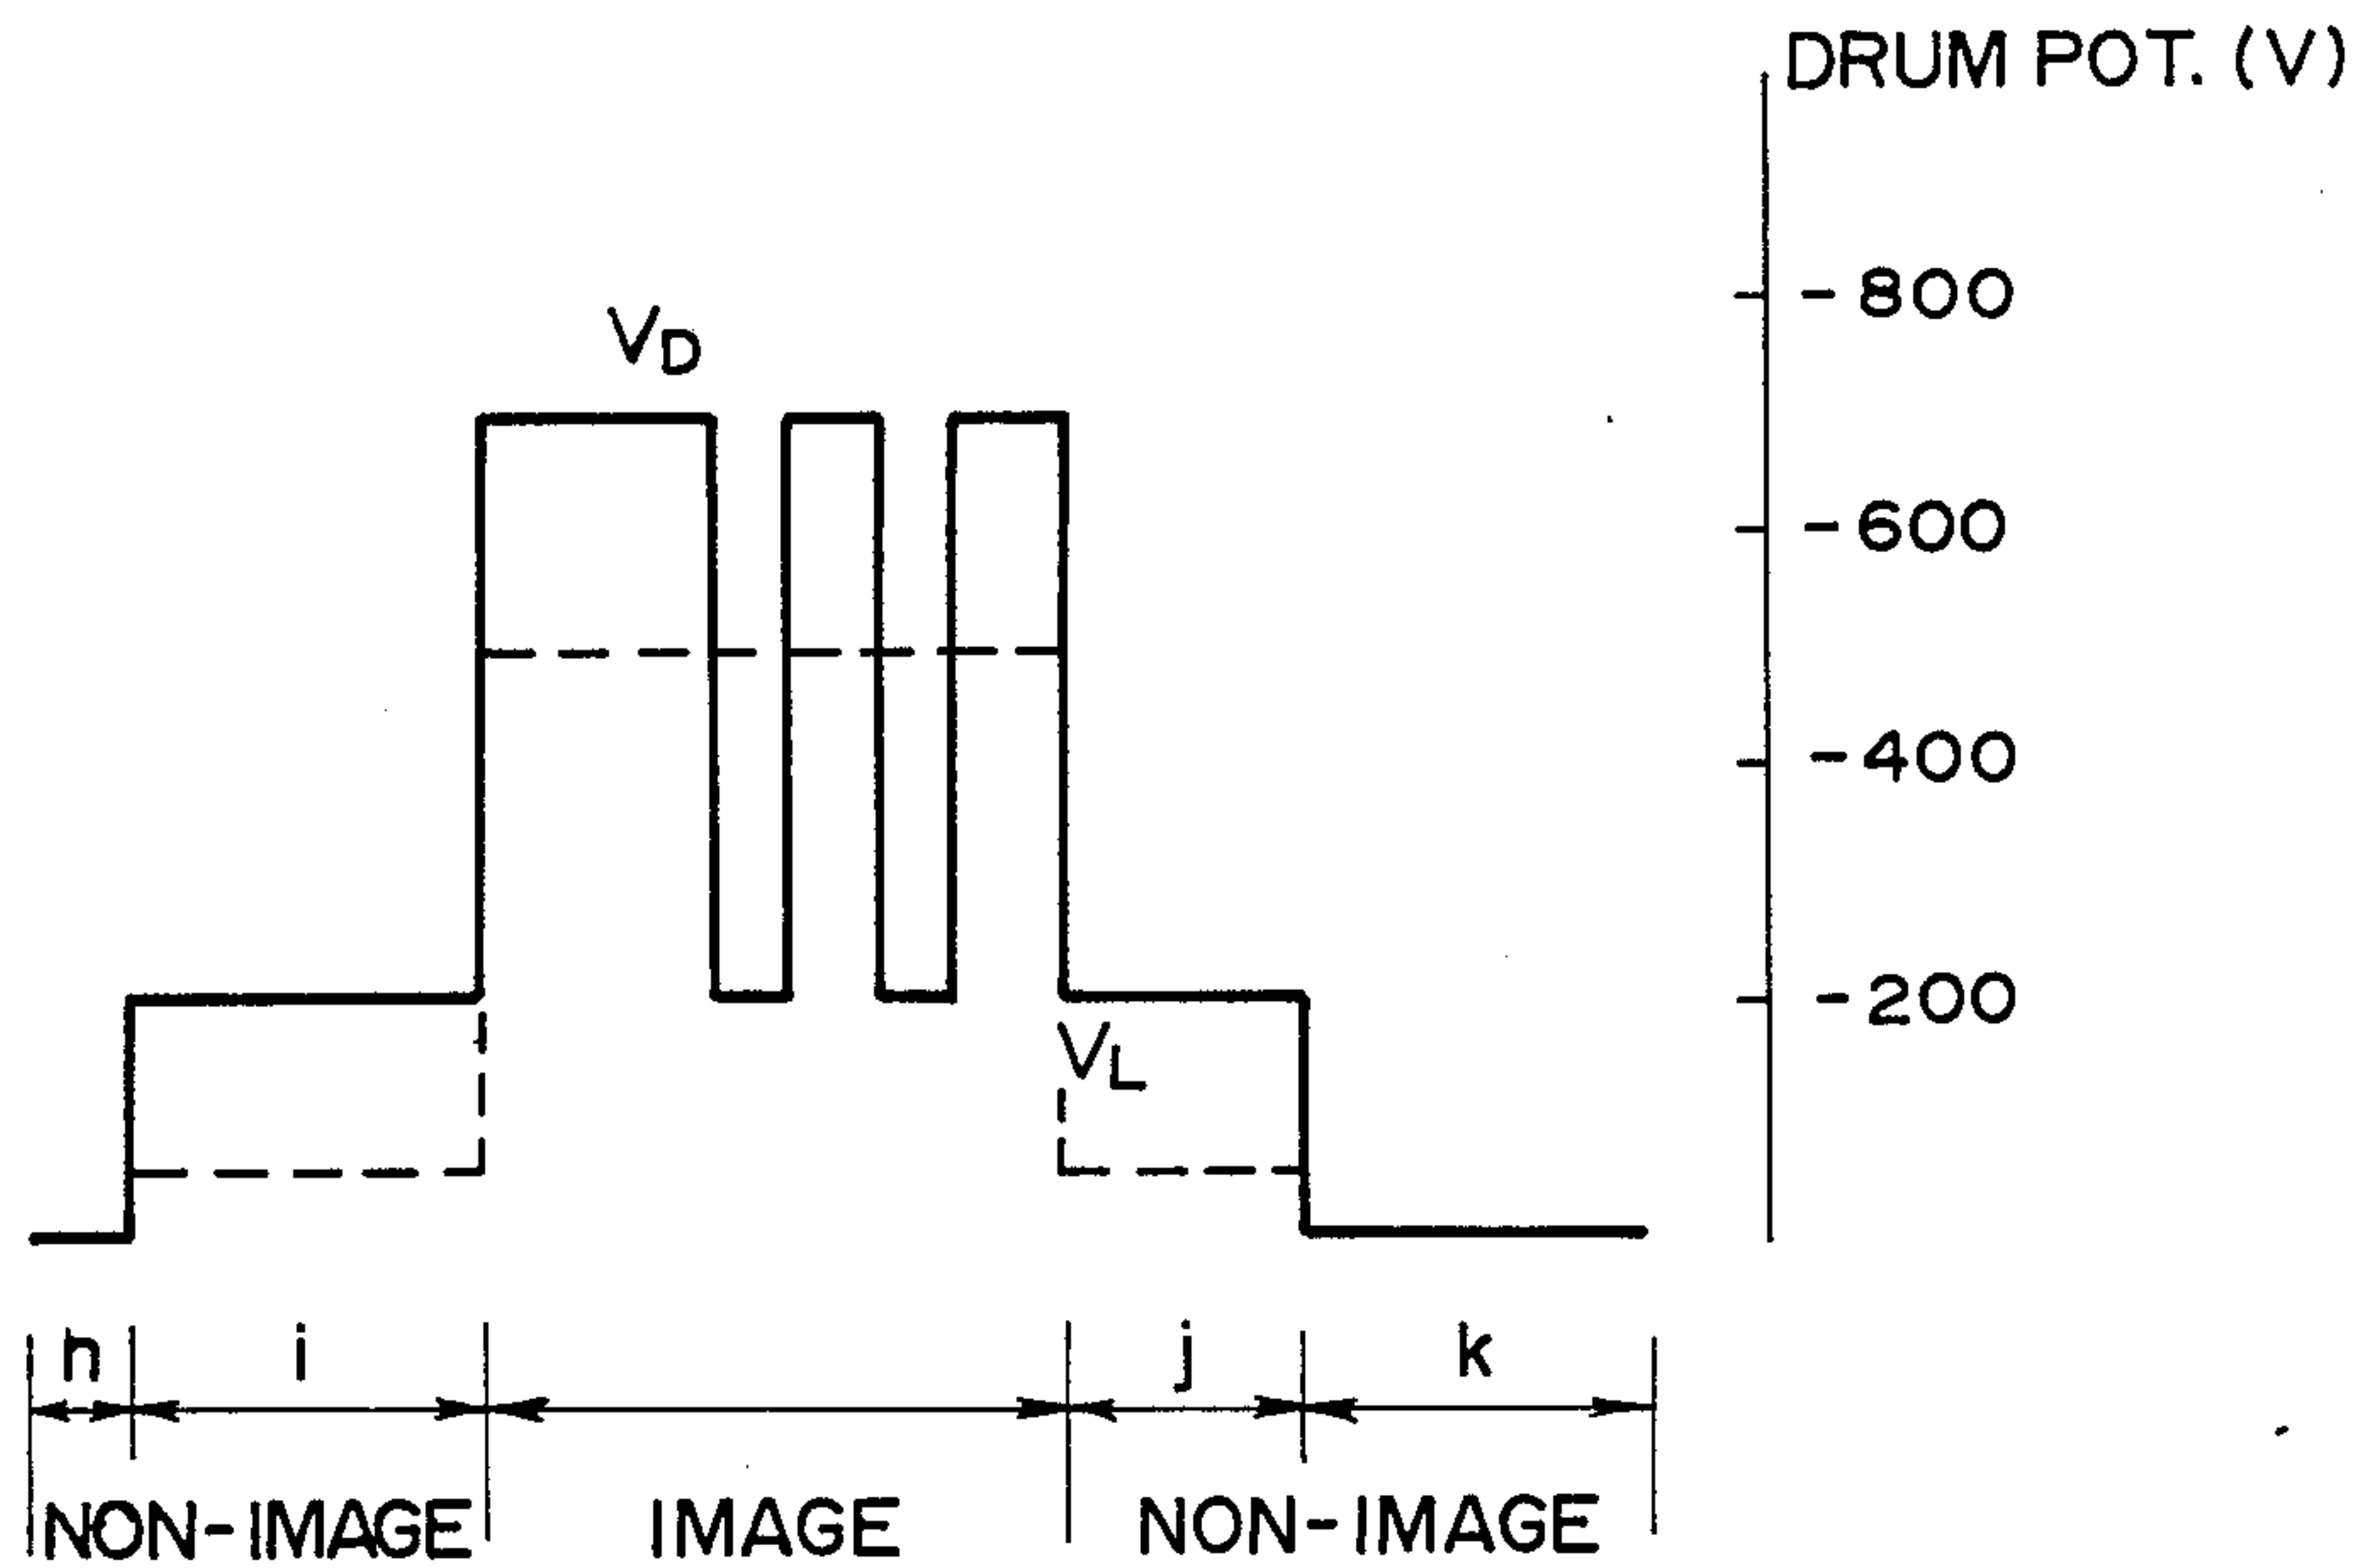 DRUM POT. (V)
-800
VD
-600
-400
-200
VL
h i j k
NON-IMAGE IMAGE NON-IMAGE